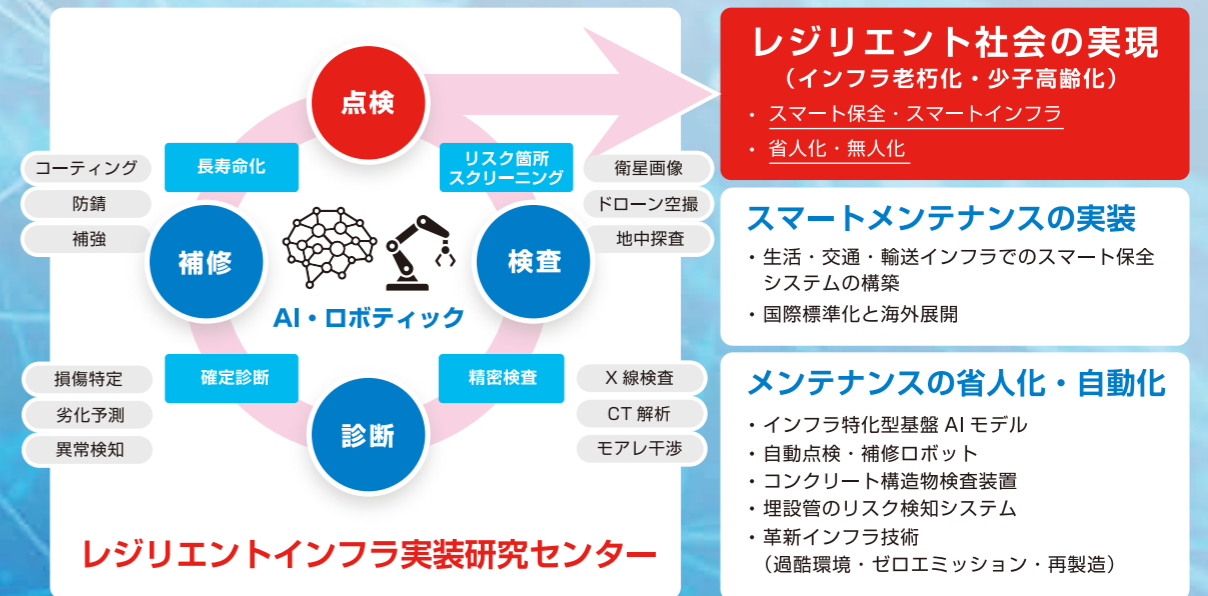 点検
長寿命化
リスク箇所
スクリーニング
コーティング
防錆
補強
衛星画像
ドローン空撮
地中探査
補修
検査
AI・ロボティック
確定診断
精密検査
損傷特定
劣化予測
異常検知
X 線検査
CT 解析
モアレ干渉
診断
レジリエントインフラ実装研究センター
レジリエント社会の実現
（インフラ老朽化・少子高齢化）
・ スマート保全・スマートインフラ
・ 省人化・無人化
スマートメンテナンスの実装
・生活・交通・輸送インフラでのスマート保全
システムの構築
・国際標準化と海外展開
メンテナンスの省人化・自動化
・インフラ特化型基盤 AI モデル
・自動点検・補修ロボット
・コンクリート構造物検査装置
・埋設管のリスク検知システム
・革新インフラ技術
（過酷環境・ゼロエミッション・再製造）